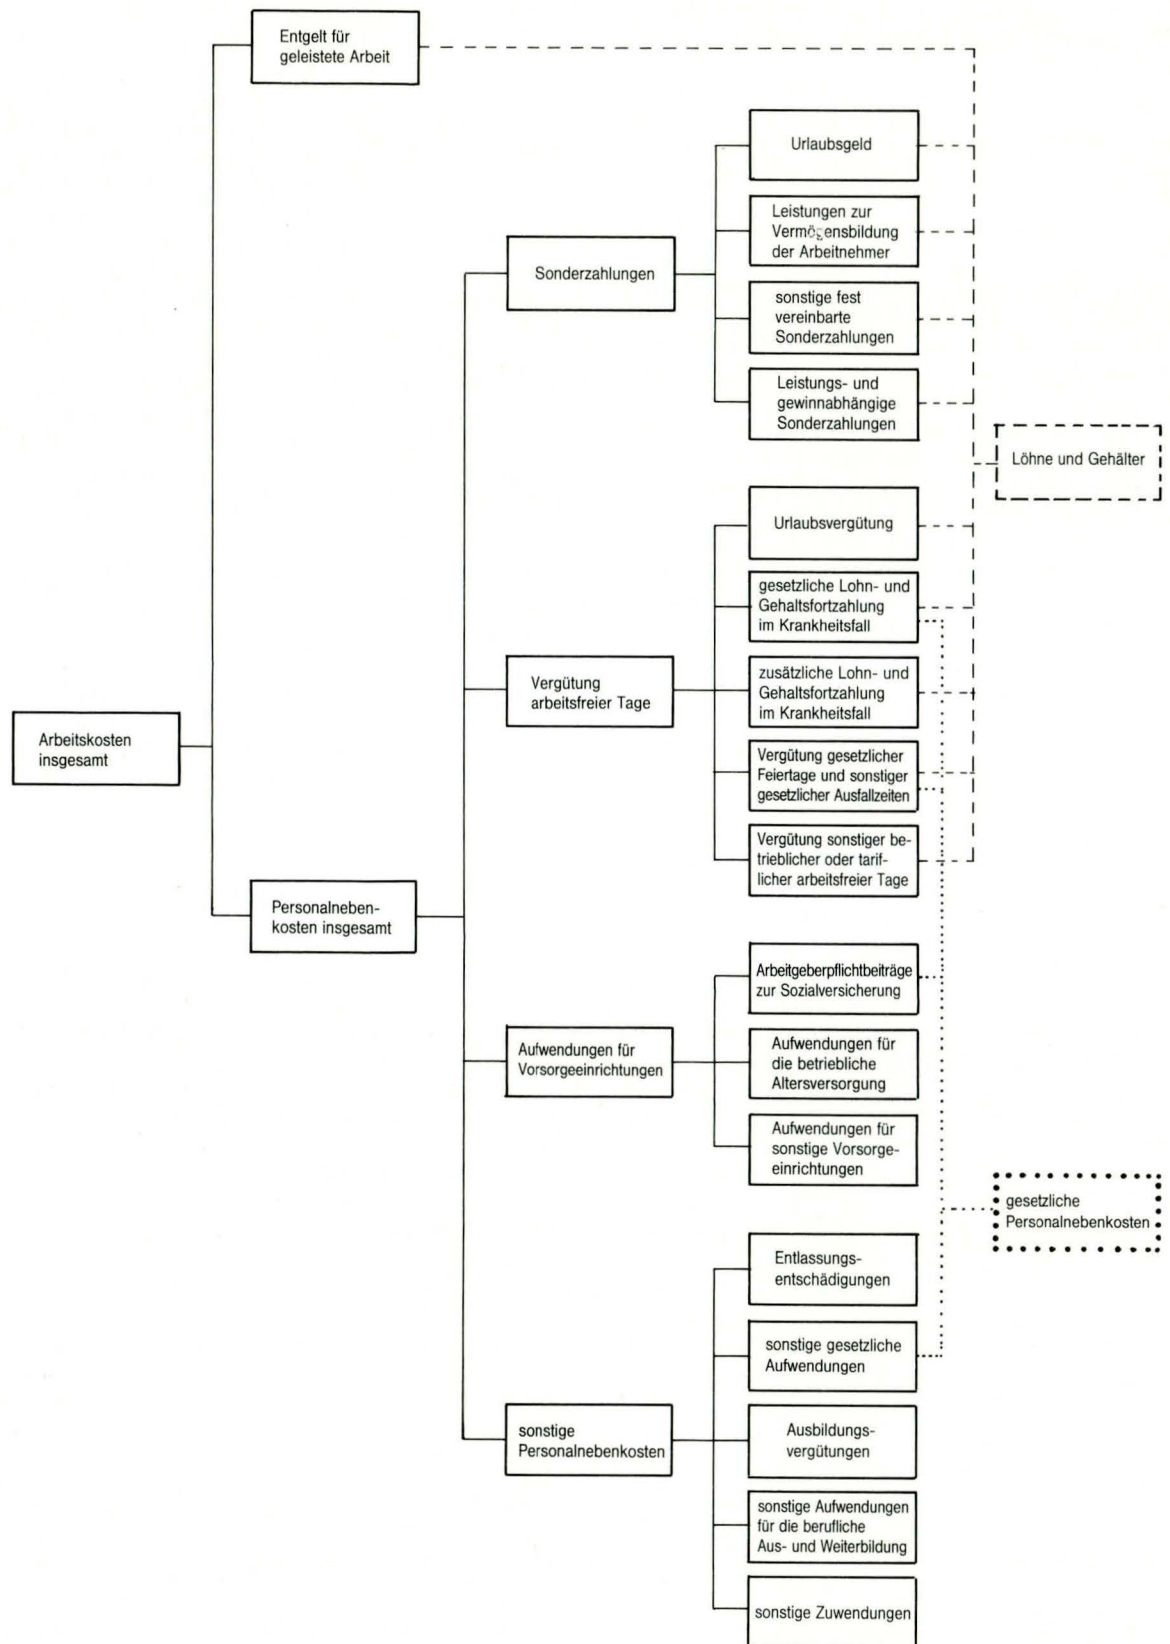 Entgelt für
geleistete Arbeit
Urlaubsgeld
Leistungen zur
Vermögensbildung
der Arbeitnehmer
Sonderzahlungen
sonstige fest
vereinbarte
Sonderzahlungen
Leistungs- und
gewinnabhängige
Sonderzahlungen
Löhne und Gehälter
Urlaubsvergütung
gesetzliche Lohn- und
Gehaltsfortzahlung
im Krankheitsfall
Vergütung
arbeitsfreier Tage
zusätzliche Lohn- und
Gehaltsfortzahlung
im Krankheitsfall
Arbeitskosten
insgesamt
Vergütung gesetzlicher
Feiertage und sonstiger
gesetzlicher Ausfallzeiten
Vergütung sonstiger be-
trieblicher oder tarif-
licher arbeitsfreier Tage
Personalneben-
kosten insgesamt
Arbeitgeberpflichtbeiträge
zur Sozialversicherung
Aufwendungen für
Vorsorgeeinrichtungen
Aufwendungen für
die betriebliche
Altersversorgung
Aufwendungen für
sonstige Vorsorge-
einrichtungen
gesetzliche
Personalnebenkosten
Entlassungs-
entschädigungen
sonstige gesetzliche
Aufwendungen
sonstige
Personalnebenkosten
Ausbildungs-
vergütungen
sonstige Aufwendungen
für die berufliche
Aus- und Weiterbildung
sonstige Zuwendungen